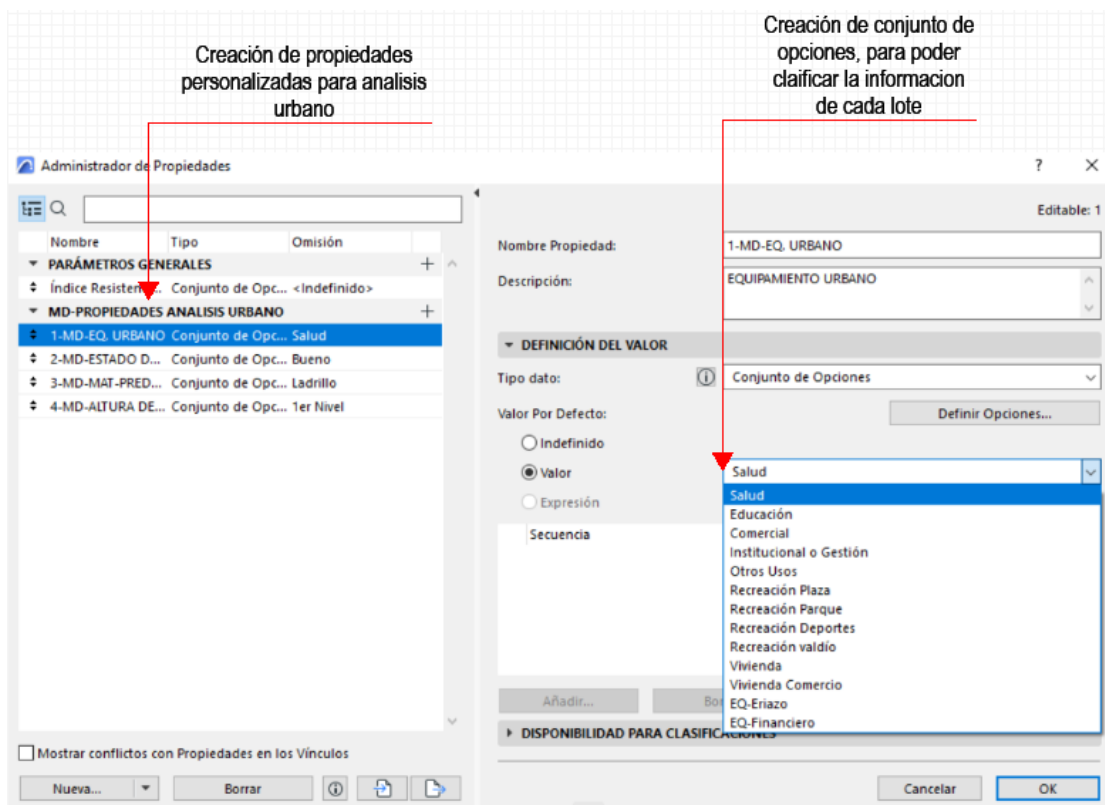 Creación de propiedades
personalizadas para analisis
urbano
Creación de conjunto de
opciones, para poder
claificar la informacion
de cada lote
Administrador de Propiedades
?
Editable: 1
Nombre Tipo Omisión
PARÁMETROS GENERALES
Índice Resisten... Conjunto de Opc... <Indefinido>
MD-PROPIEDADES ANALISIS URBANO
1-MD-EQ. URBANO Conjunto de Opc... Salud
2-MD-ESTADO D... Conjunto de Opc... Bueno
3-MD-MAT-PRED... Conjunto de Opc... Ladrillo
4-MD-ALTURA DE... Conjunto de Opc... 1er Nivel
Mostrar conflictos con Propiedades en los Vínculos
Nueva... Borrar
Nombre Propiedad: 1-MD-EQ. URBANO
Descripción: EQUIPAMIENTO URBANO
DEFINICIÓN DEL VALOR
Tipo dato: Conjunto de Opciones
Valor Por Defecto: Definir Opciones...
Indefinido
Valor Salud
Expresión
Secuencia
Salud
Educación
Comercial
Institucional o Gestión
Otros Usos
Recreación Plaza
Recreación Parque
Recreación Deportes
Recreación valdío
Vivienda
Vivienda Comercio
EQ-Eriazo
EQ-Financiero
Añadir... Bor
DISPONIBILIDAD PARA CLASIFICACIONES
Cancelar OK